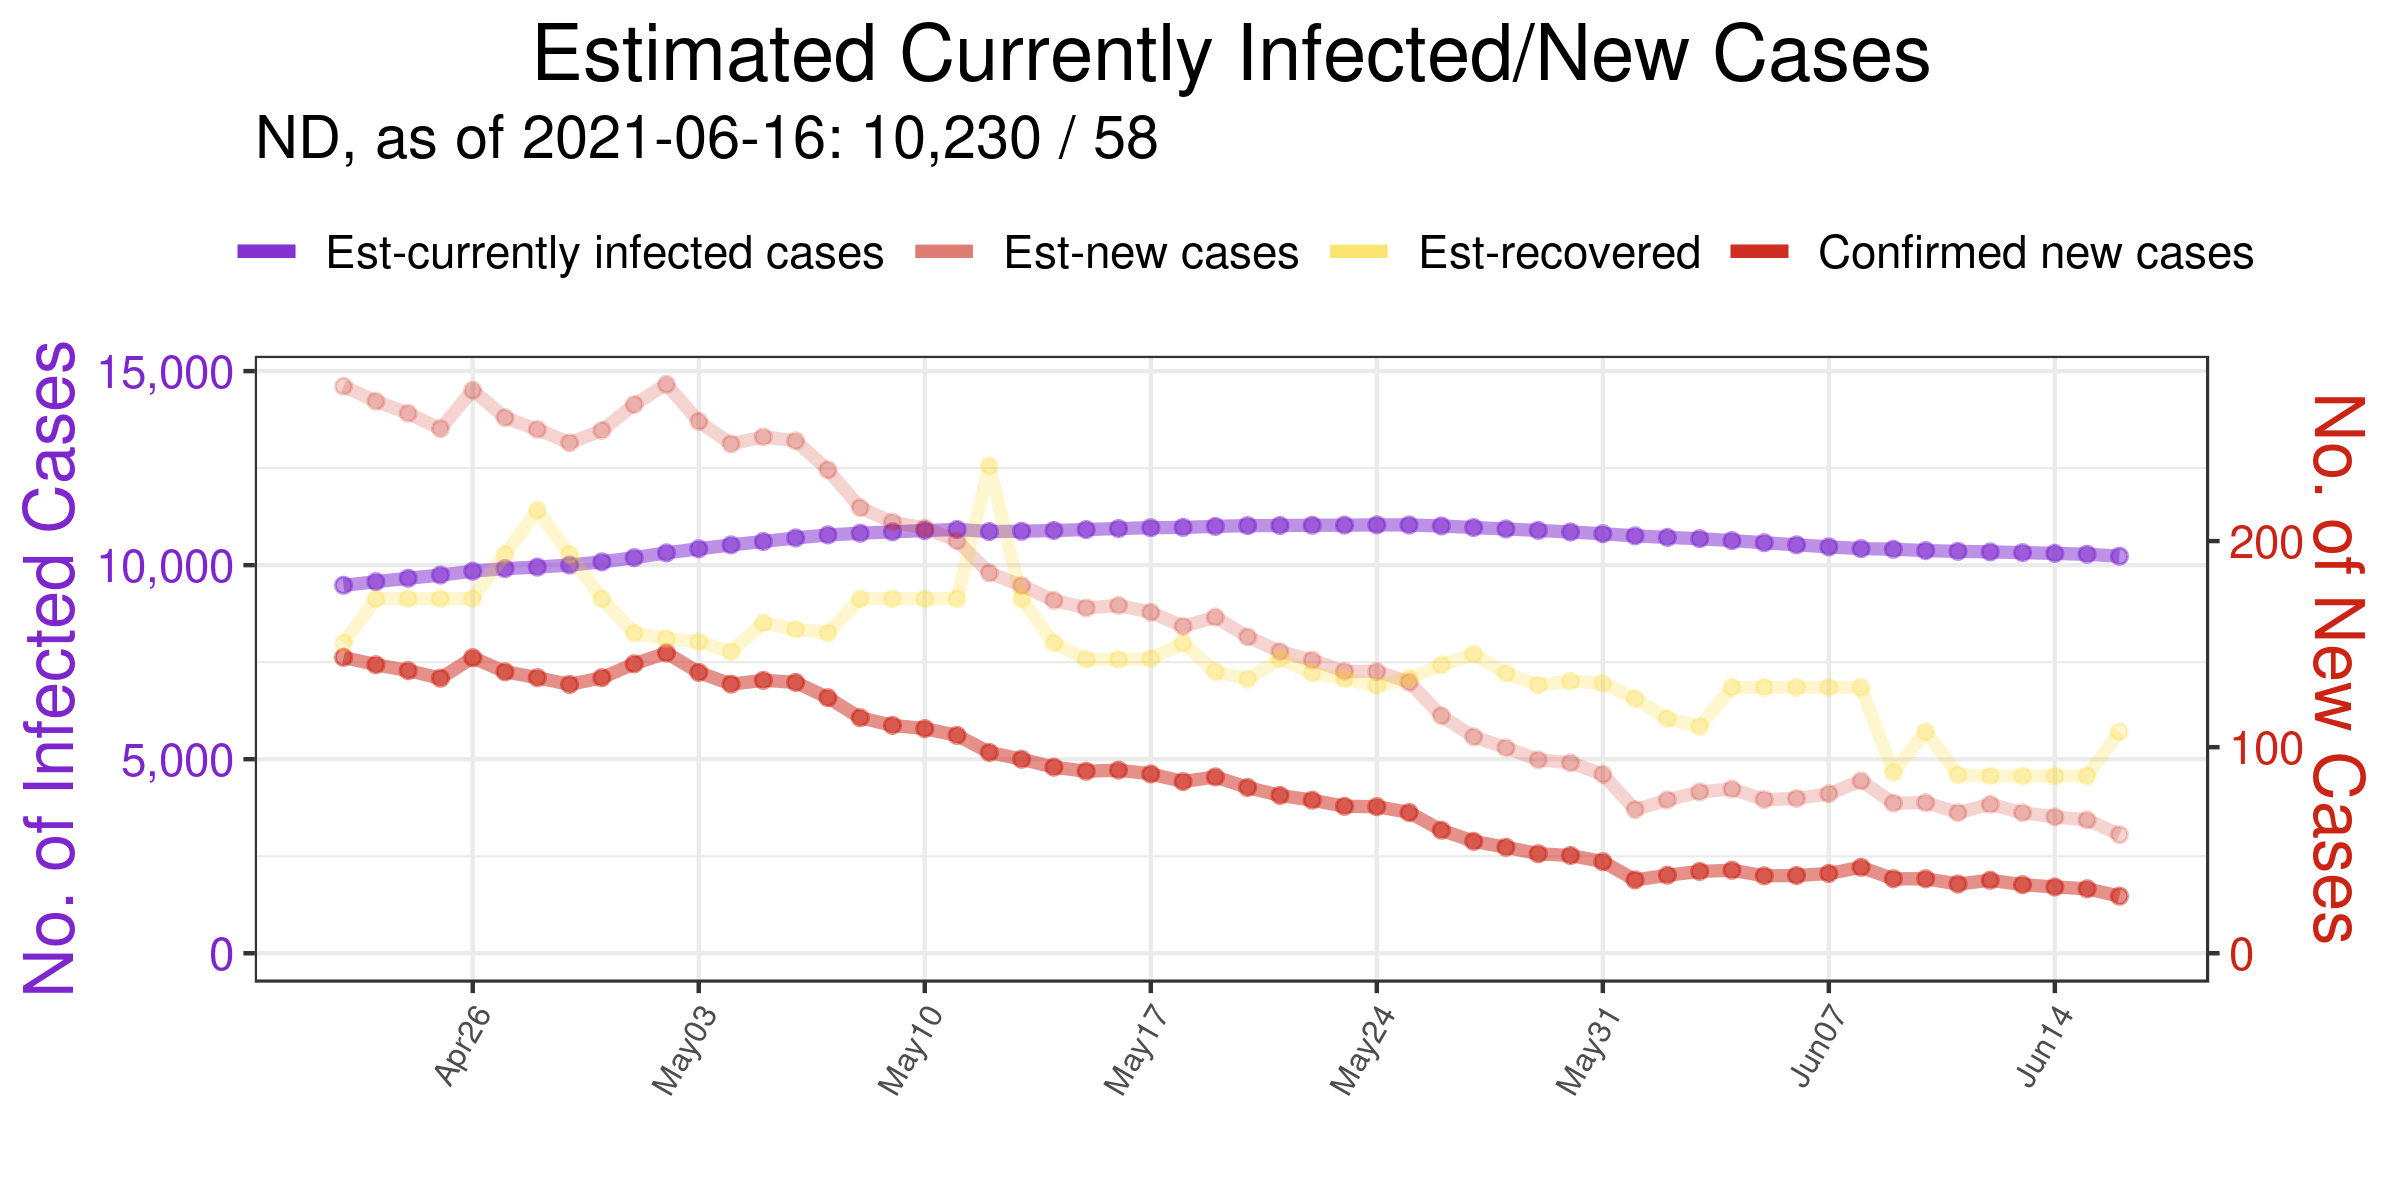 Estimated Currently Infected/New Cases
ND, as of 2021-06-16: 10,230 / 58
Est-currently infected cases Est-new cases Est-recovered Confirmed new cases
No. of Infected Cases
15,000
10,000
5,000
0
No. of New Cases
200
100
0
Apr26 May03 May10 May17 May24 May31 Jun07 Jun14